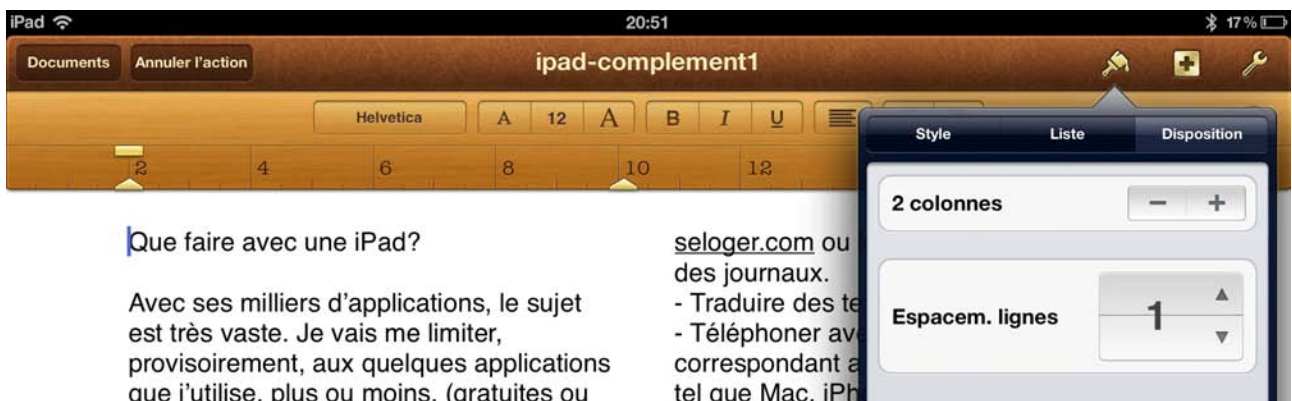 iPad 20:51 17%
Documents Annuler l'action ipad-complement1
Helvetica A 12 A B I U
Style Liste Disposition
2 4 6 8 10 12
2 colonnes − +
Que faire avec une iPad?
Avec ses milliers d'applications, le sujet
est très vaste. Je vais me limiter,
provisoirement, aux quelques applications
que j'utilise, plus ou moins, (gratuites ou
seloger.com ou
des journaux.
- Traduire des
- Téléphoner
correspondant
tel que Mac,
Espacem. lignes 1